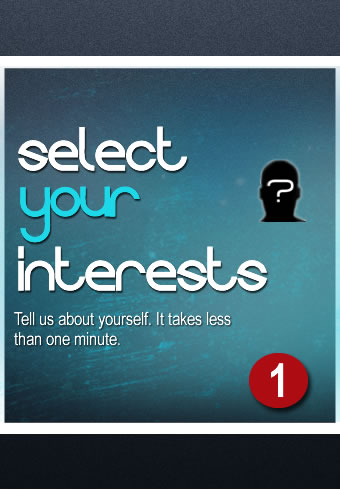 select
your
interests
?
Tell us about yourself. It takes less
than one minute.
1